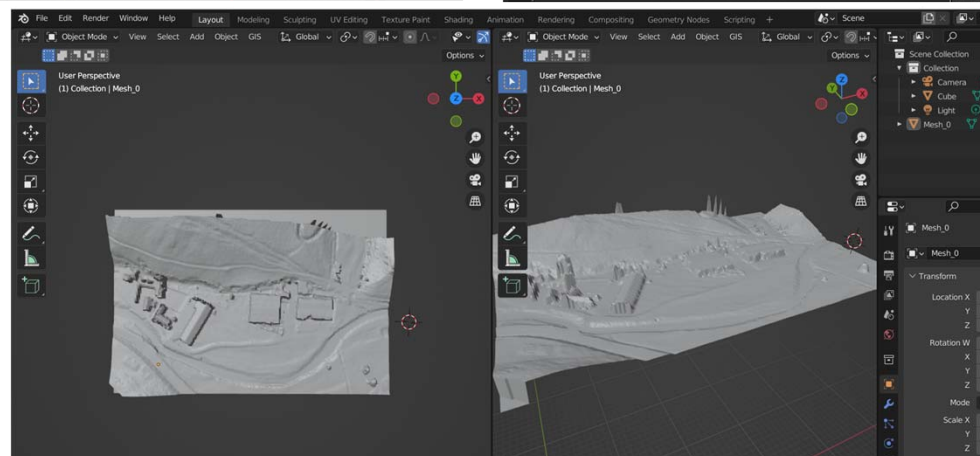 File Edit Render Window Help Layout Modeling Sculpting UV Editing Texture Paint Shading Animation Rendering Compositing Geometry Nodes Scripting + Scene
Object Mode View Select Add Object GIS Global
Object Mode View Select Add Object GIS Global
Options
Options
User Perspective
(1) Collection | Mesh_0
Y
Z
X
User Perspective
(1) Collection | Mesh_0
Z
Y
X
Scene Collection
Collection
Camera
Cube
Light
Mesh_0
Mesh_0
Mesh_0
Transform
Location X
Y
Z
Rotation W
X
Y
Z
Mode
Scale X
Y
Z